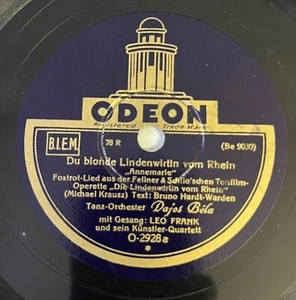 ODEON
Registered Trade Mark
B.I.E.M. 78 R (Be 9030)
Du blonde Lindenwirtin vom Rhein
„Annemarie"
Foxtrot-Lied aus der Fellner & Somlo'schen Tonfilm-
Operette „Die Lindenwirtin vom Rhein"
(Michael Krausz) Text: Bruno Hardt-Warden
Tanz-Orchester Dajos Béla
mit Gesang: LEO FRANK
und sein Künstler-Quartett
O-2928a
*